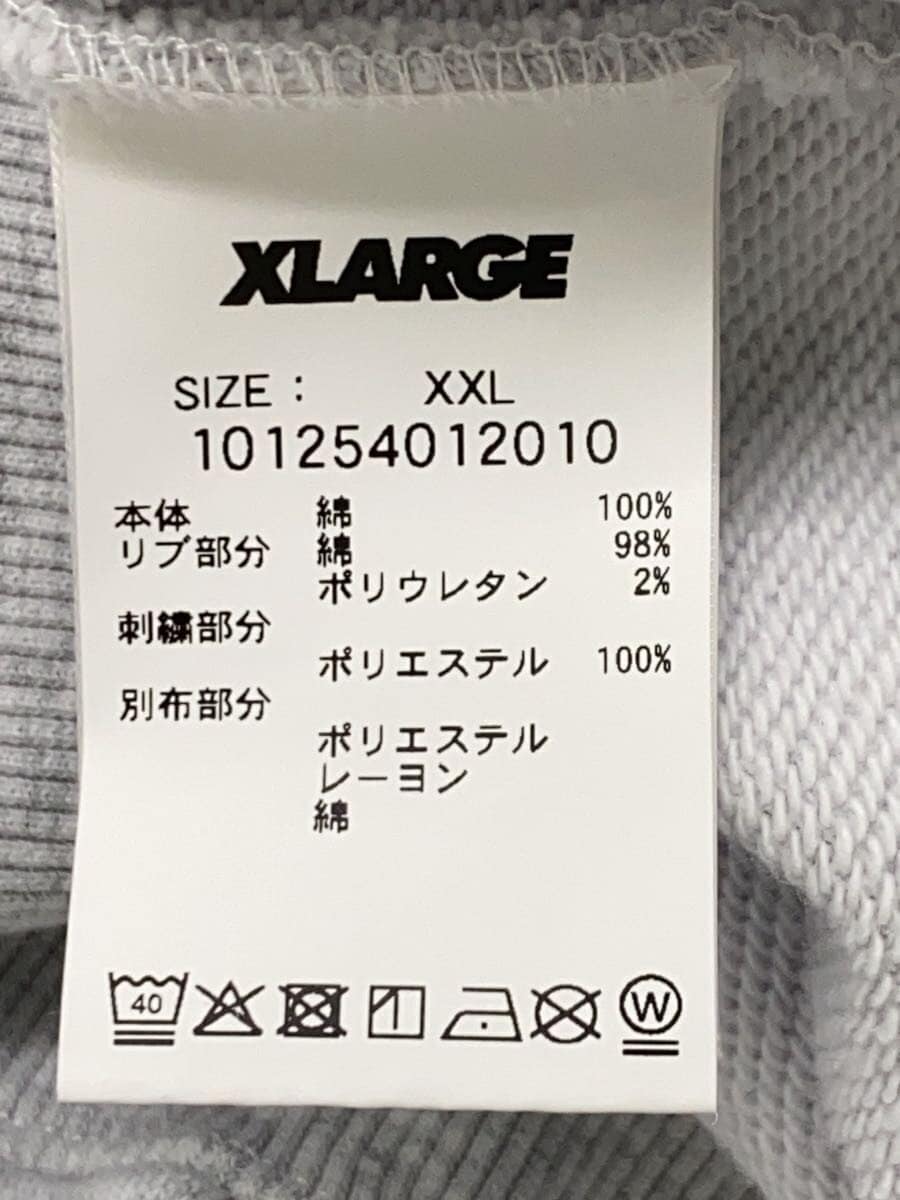 XLARGE
SIZE : XXL
101254012010
本体 綿 100%
リブ部分 綿 98%
ポリウレタン 2%
刺繍部分
ポリエステル 100%
別布部分
ポリエステル
レーヨン
綿
40
W